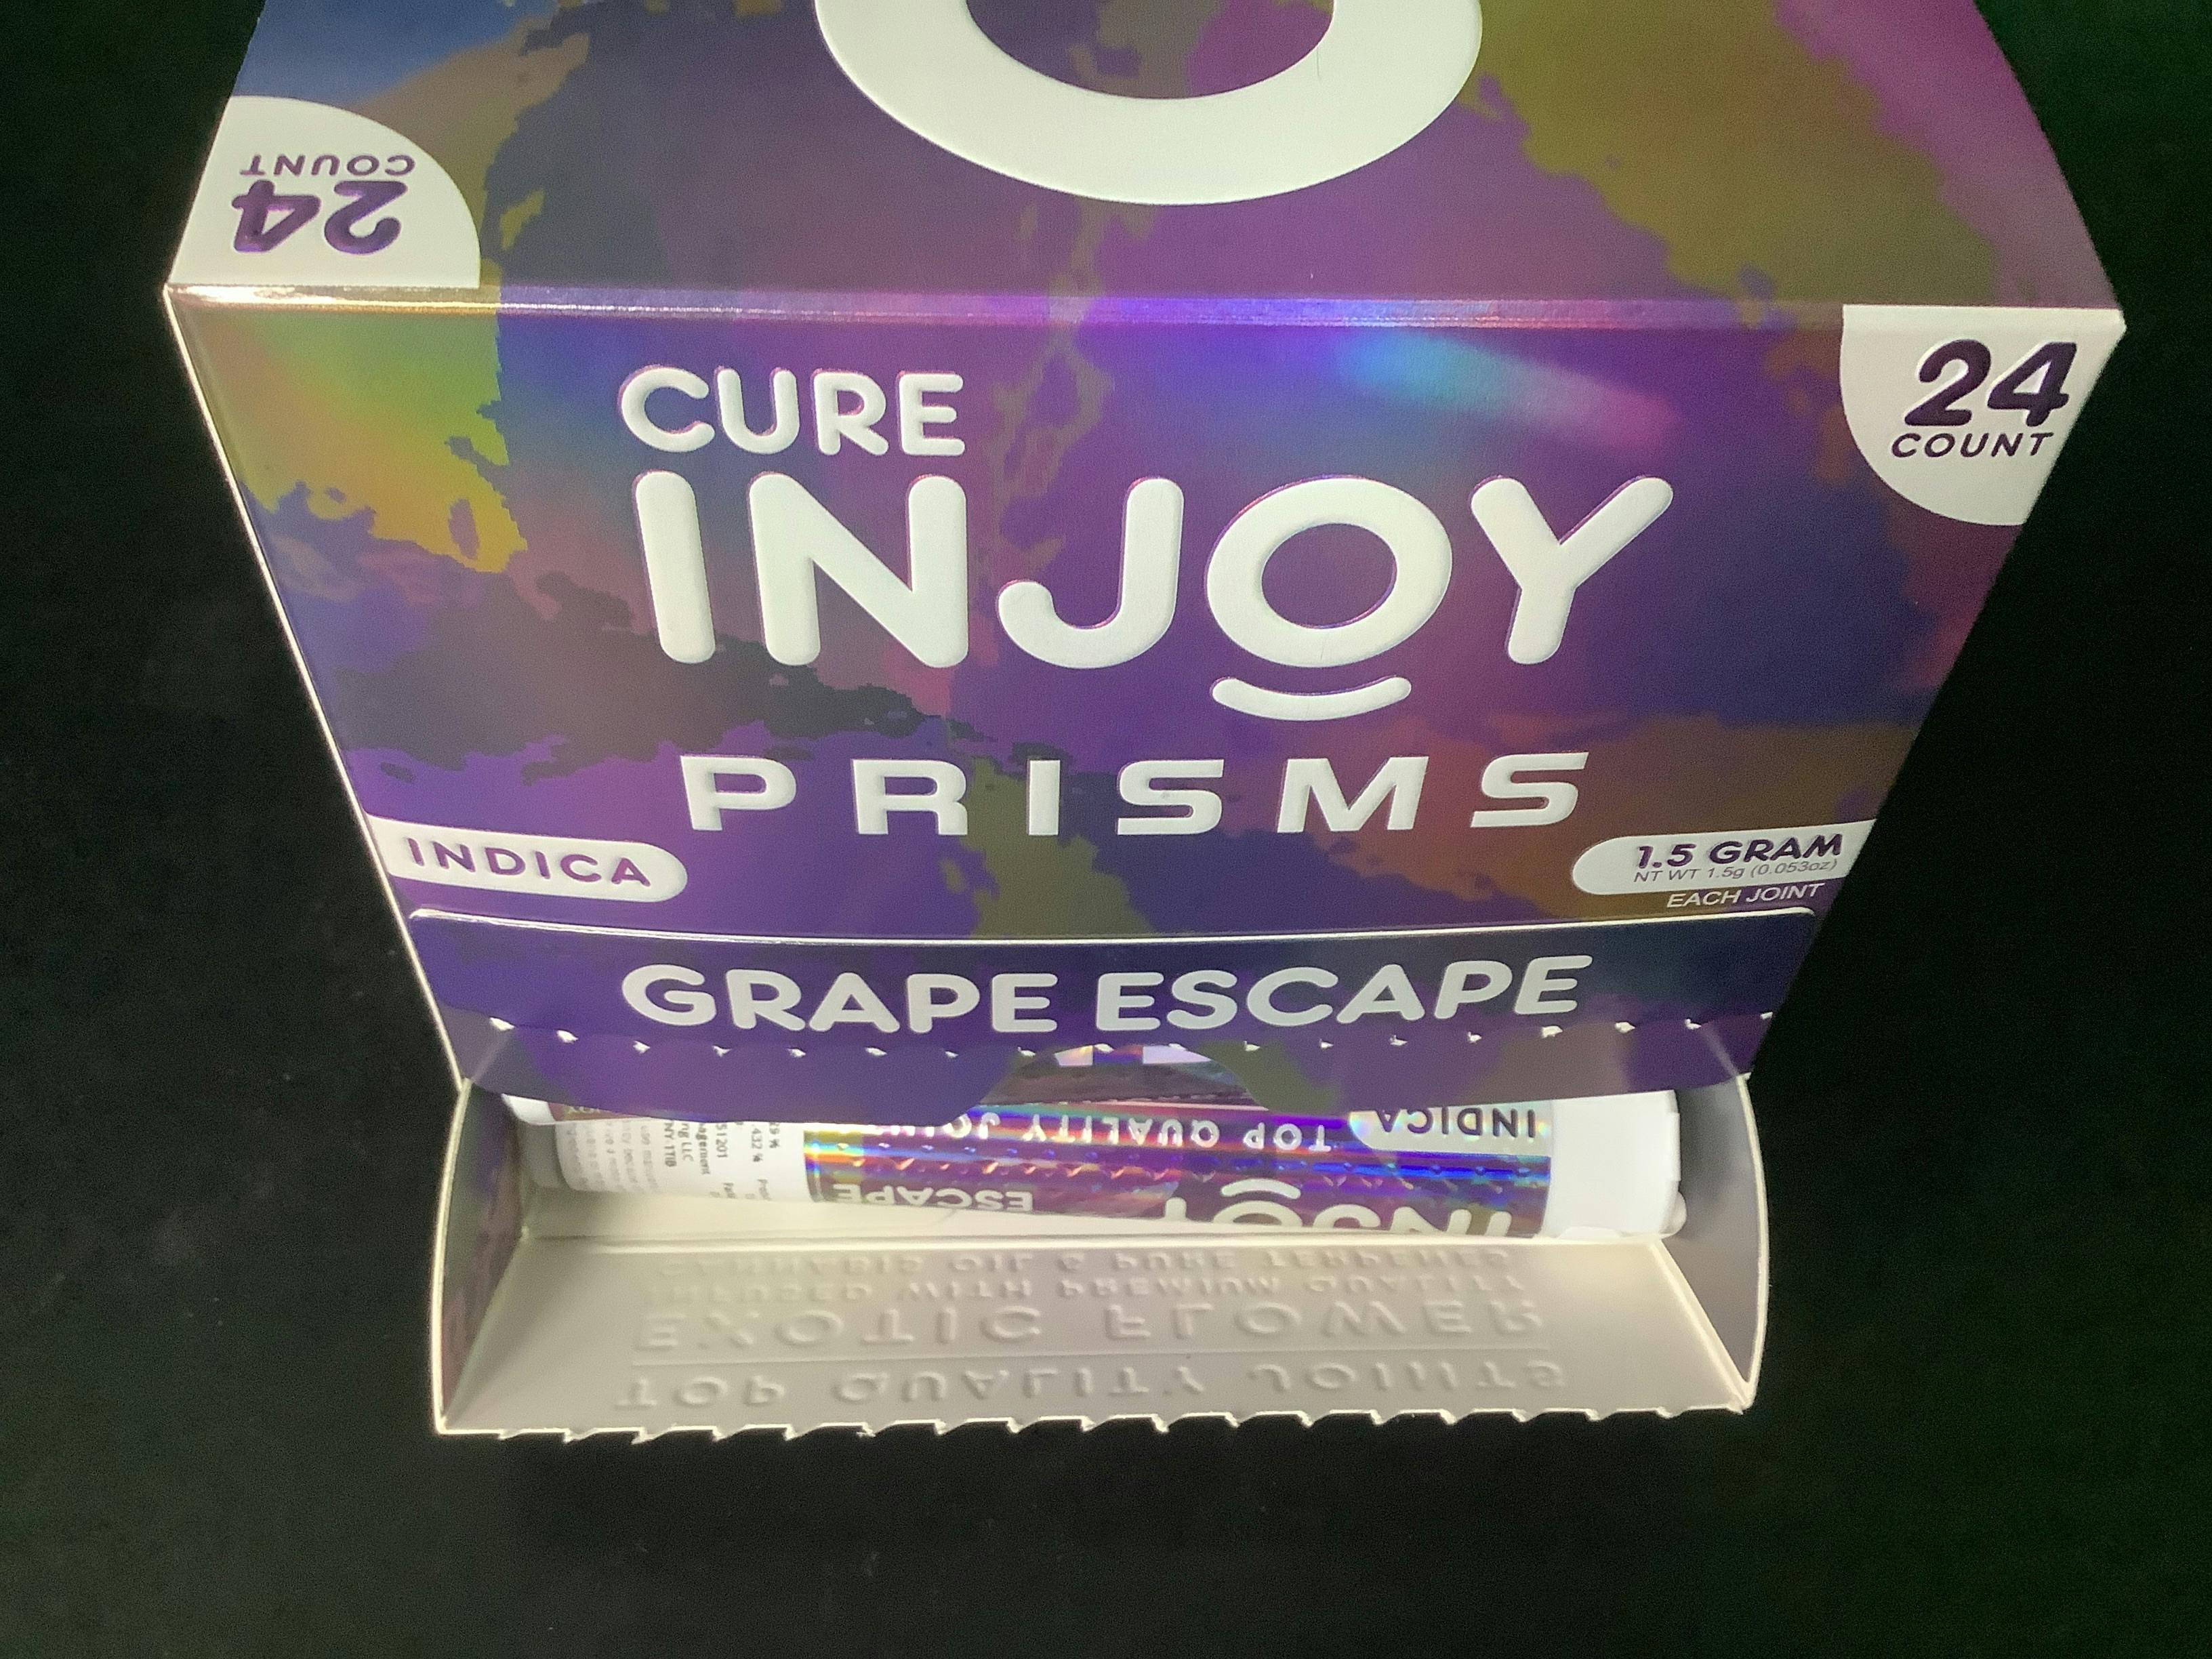 24
COUNT
CURE
INJOY
PRISMS
24
COUNT
INDICA
1.5 GRAM
NT WT 1.5g (0.053oz)
EACH JOINT
GRAPE ESCAPE
INDICA
TOP QUALITY
INJOY
ESCAPE
TOP QUALITY JOINTS
EXOTIC FLOWER
INFUSED WITH PREMIUM QUALITY
CANNABIS OIL & PURE TERPENES